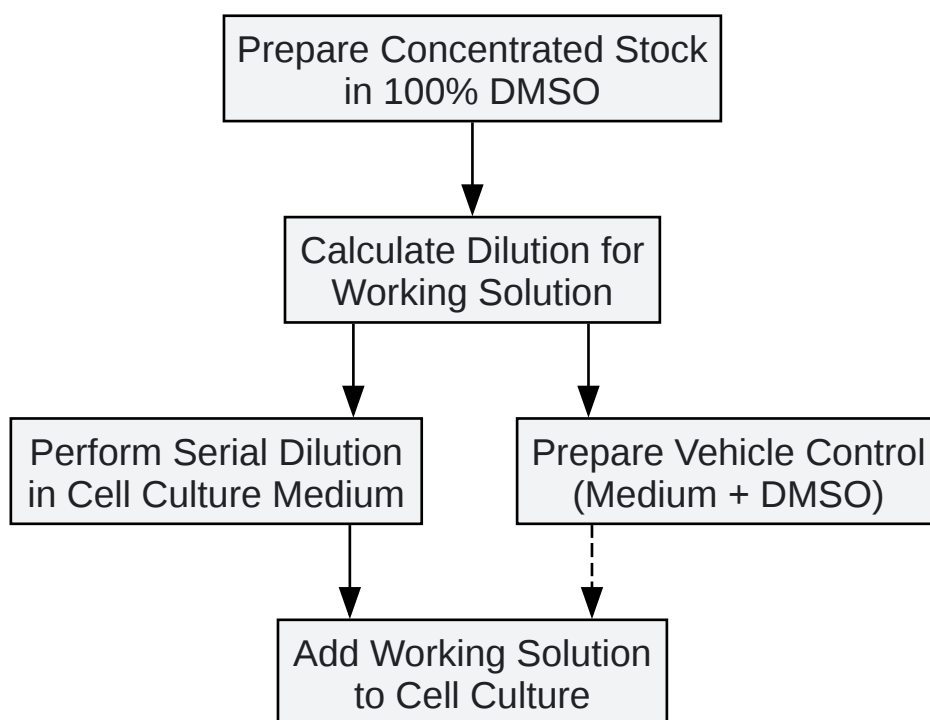 Prepare Concentrated Stock
in 100% DMSO
Calculate Dilution for
Working Solution
Perform Serial Dilution
in Cell Culture Medium
Prepare Vehicle Control
(Medium + DMSO)
Add Working Solution
to Cell Culture